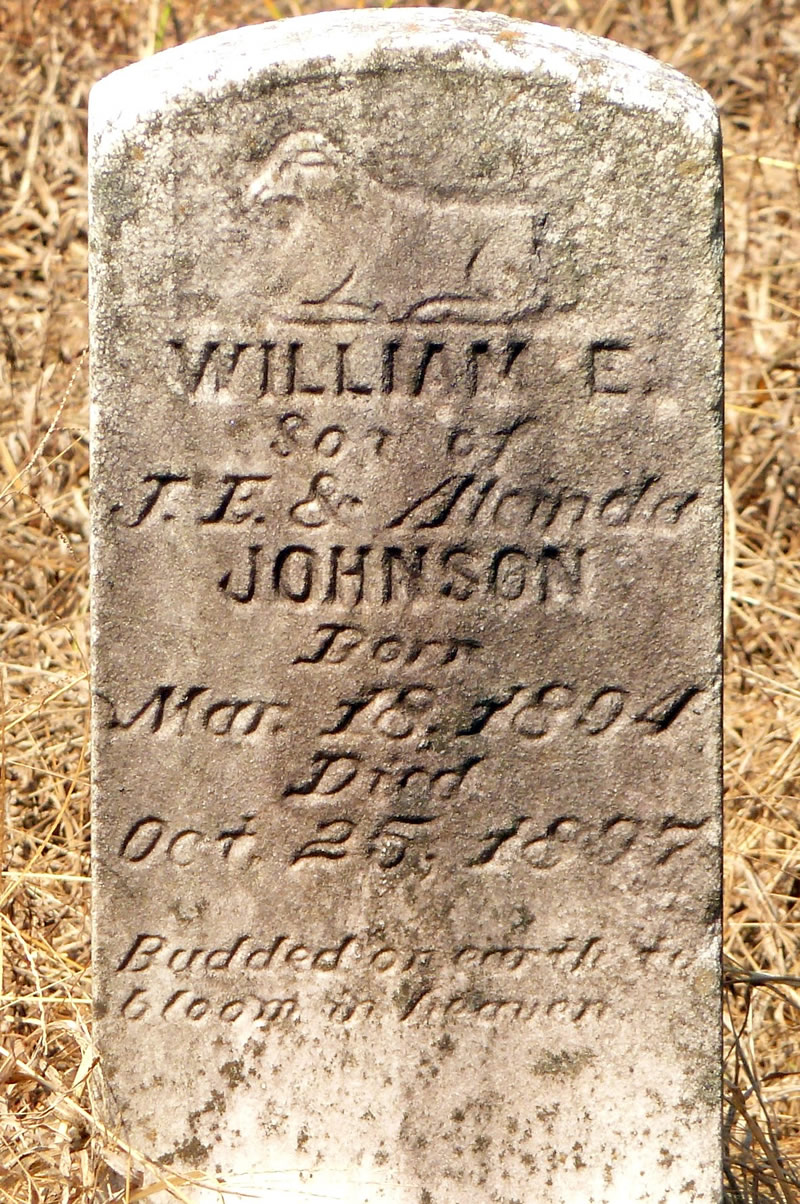 WILLIAM E.
Son of
J. E. & Alcinda
JOHNSON
Born
Mar. 18, 1894
Died
Oct. 25, 1897
Budded on earth to
bloom in heaven.